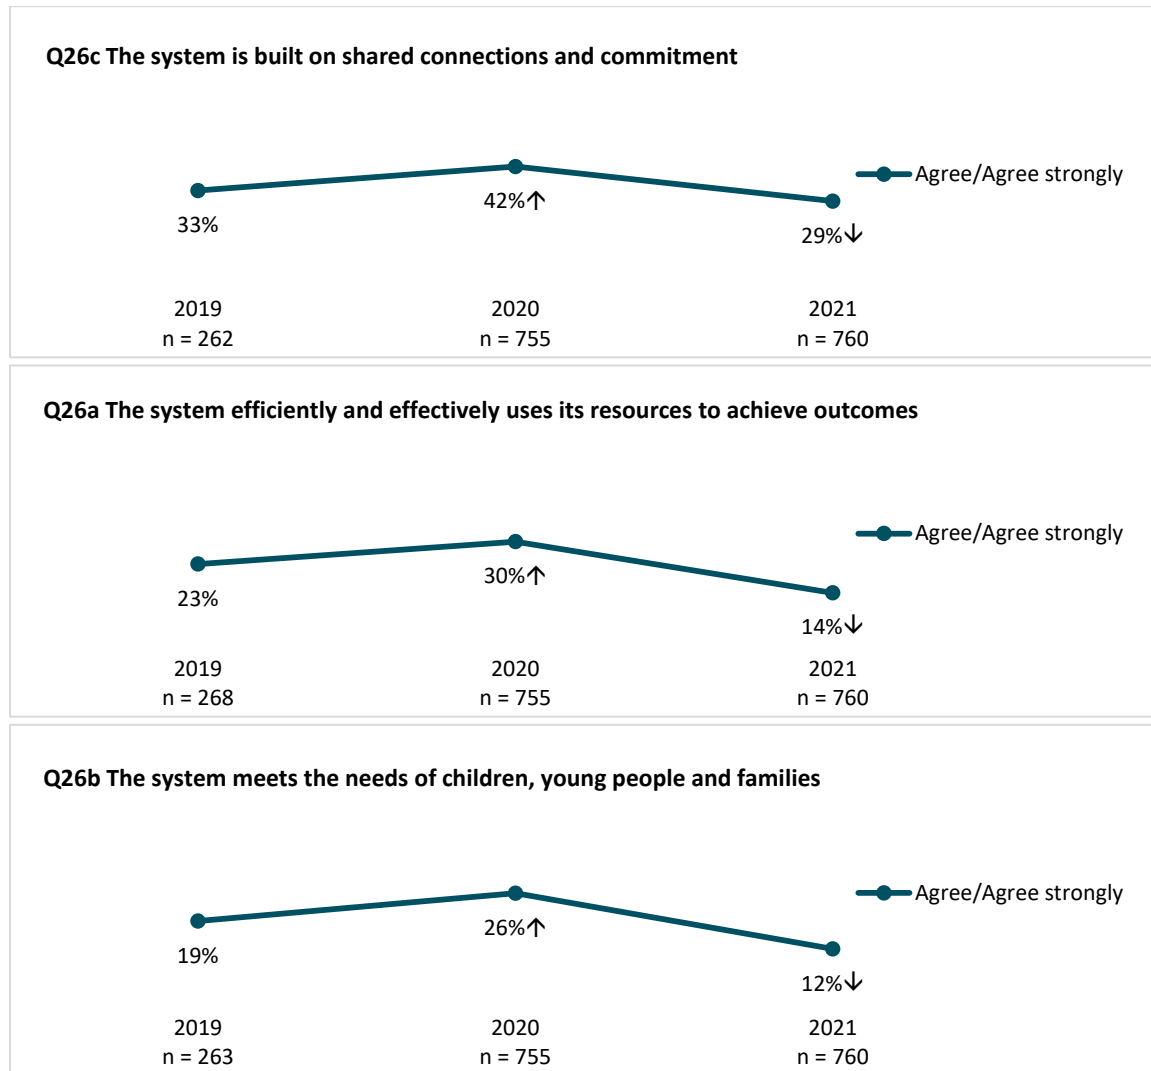 Q26c The system is built on shared connections and commitment
Agree/Agree strongly
33%
42%↑
29%↓
2019
2020
2021
n = 262
n = 755
n = 760
Q26a The system efficiently and effectively uses its resources to achieve outcomes
Agree/Agree strongly
23%
30%↑
14%↓
2019
2020
2021
n = 268
n = 755
n = 760
Q26b The system meets the needs of children, young people and families
Agree/Agree strongly
19%
26%↑
12%↓
2019
2020
2021
n = 263
n = 755
n = 760